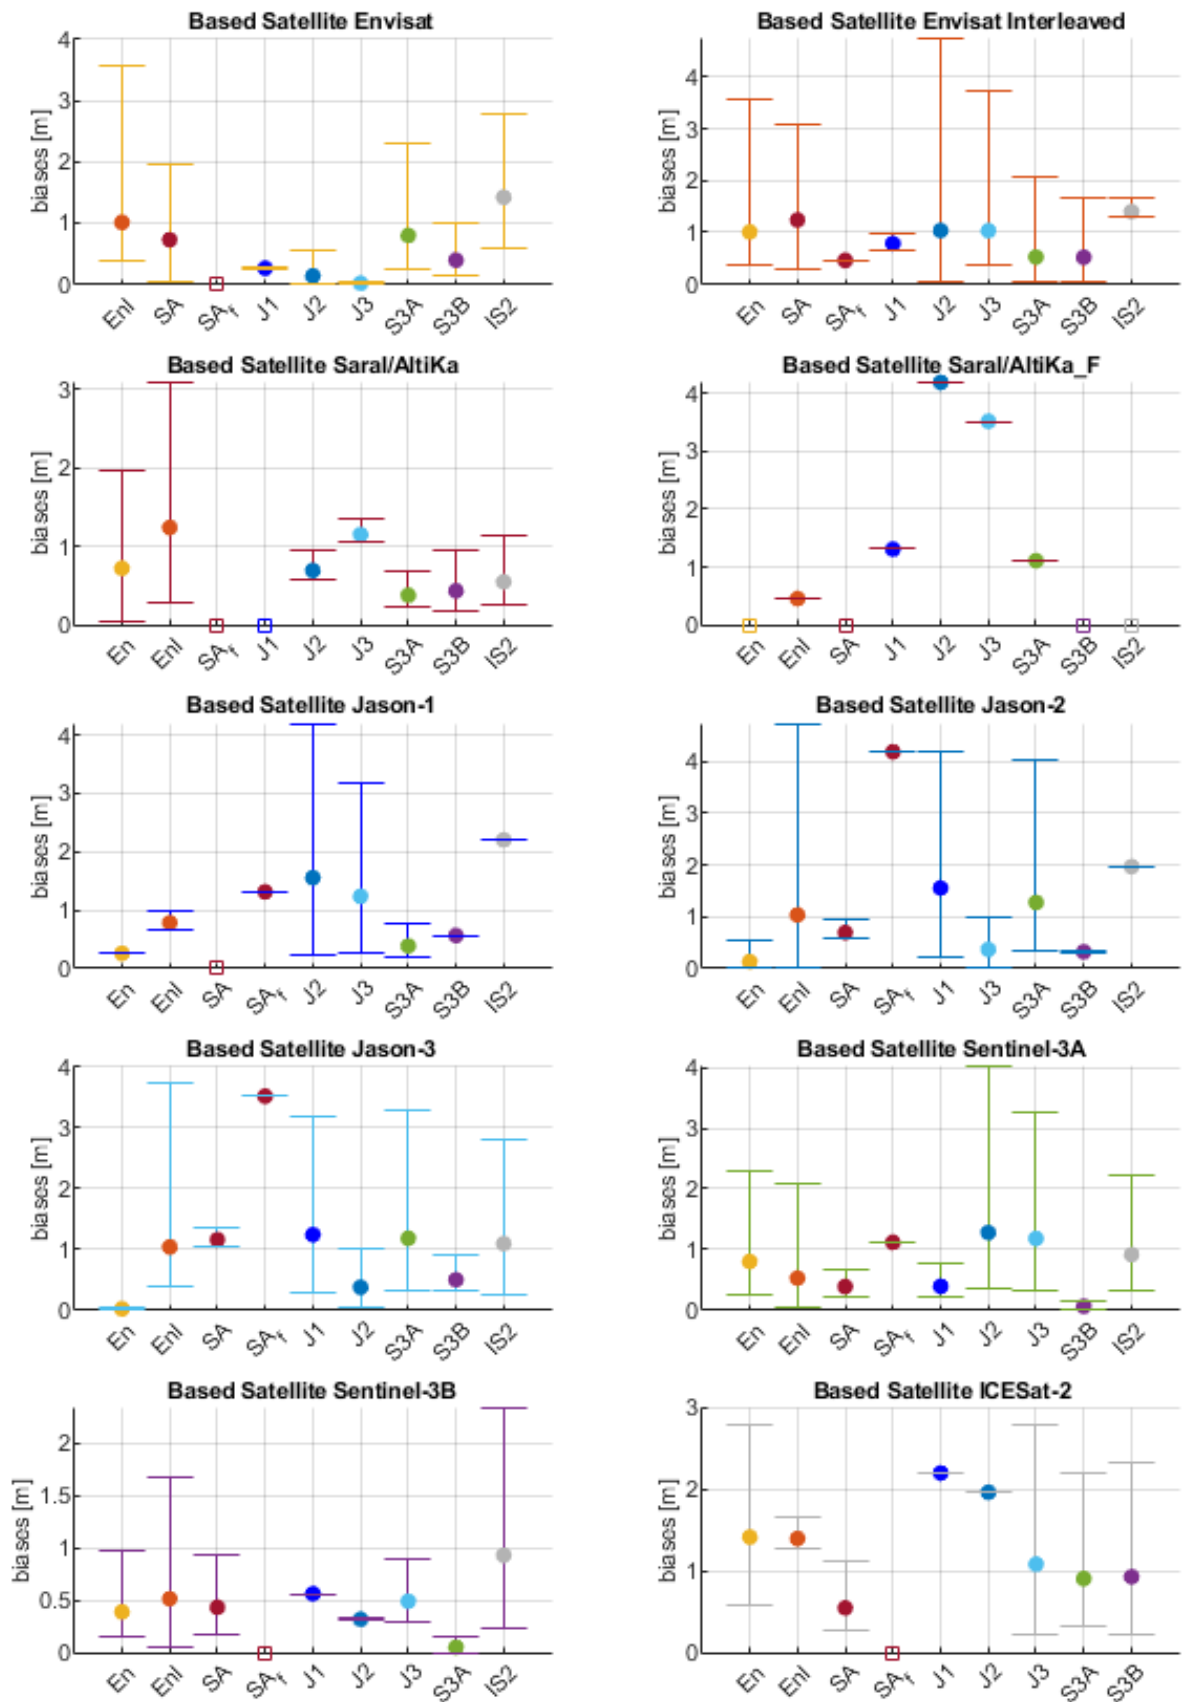 Based Satellite Envisat
biases [m]
4
3
2
1
0
EnI SA SA_f J1 J2 J3 S3A S3B IS2
Based Satellite Envisat Interleaved
biases [m]
4
3
2
1
0
En SA SA_f J1 J2 J3 S3A S3B IS2
Based Satellite Saral/AltiKa
biases [m]
3
2
1
0
En EnI SA_f J1 J2 J3 S3A S3B IS2
Based Satellite Saral/AltiKa_F
biases [m]
4
3
2
1
0
En EnI SA J1 J2 J3 S3A S3B IS2
Based Satellite Jason-1
biases [m]
4
3
2
1
0
En EnI SA SA_f J2 J3 S3A S3B IS2
Based Satellite Jason-2
biases [m]
4
3
2
1
0
En EnI SA SA_f J1 J3 S3A S3B IS2
Based Satellite Jason-3
biases [m]
4
3
2
1
0
En EnI SA SA_f J1 J2 S3A S3B IS2
Based Satellite Sentinel-3A
biases [m]
4
3
2
1
0
En EnI SA SA_f J1 J2 J3 S3B IS2
Based Satellite Sentinel-3B
biases [m]
2
1.5
1
0.5
0
En EnI SA SA_f J1 J2 J3 S3A IS2
Based Satellite ICESat-2
biases [m]
3
2
1
0
En EnI SA SA_f J1 J2 J3 S3A S3B